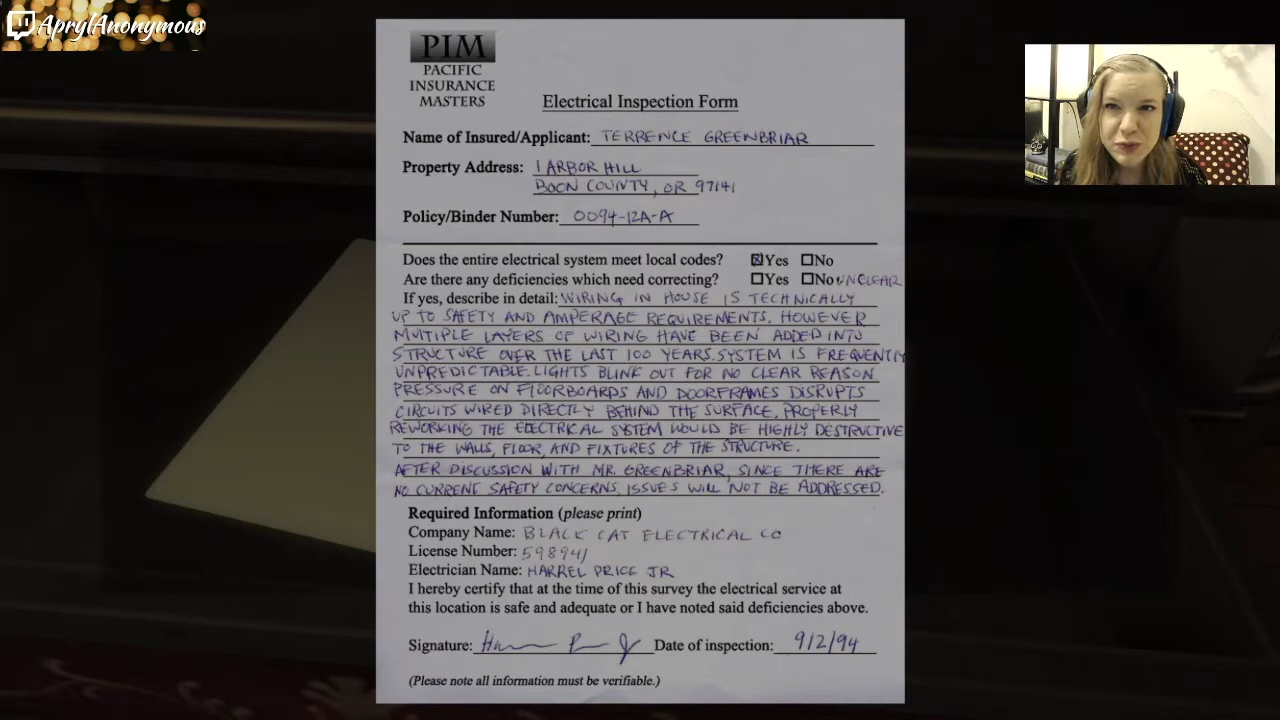 AprylAnonymous
PIM
PACIFIC
INSURANCE
MASTERS
Electrical Inspection Form
Name of Insured/Applicant: TERRENCE GREENBRIAR
Property Address: 1 ARBOR HILL
BOON COUNTY, OR 97141
Policy/Binder Number: 0094-12A-A
Does the entire electrical system meet local codes? ☒Yes ☐No
Are there any deficiencies which need correcting? ☐Yes ☐No UNCLEAR
If yes, describe in detail: WIRING IN HOUSE IS TECHNICALLY
UP TO SAFETY AND AMPERAGE REQUIREMENTS. HOWEVER
MULTIPLE LAYERS OF WIRING HAVE BEEN ADDED INTO
STRUCTURE OVER THE LAST 100 YEARS. SYSTEM IS FREQUENTLY
UNPREDICTABLE. LIGHTS BLINK OUT FOR NO CLEAR REASON.
PRESSURE ON FLOORBOARDS AND DOORFRAMES DISRUPTS
CIRCUITS WIRED DIRECTLY BEHIND THE SURFACE. PROPERLY
REWORKING THE ELECTRICAL SYSTEM WOULD BE HIGHLY DESTRUCTIVE
TO THE WALLS, FLOOR, AND FIXTURES OF THE STRUCTURE.
AFTER DISCUSSION WITH MR. GREENBRIAR, SINCE THERE ARE
NO CURRENT SAFETY CONCERNS, ISSUES WILL NOT BE ADDRESSED.
Required Information (please print)
Company Name: BLACK CAT ELECTRICAL CO
License Number: 598941
Electrician Name: HARREL PRICE JR
I hereby certify that at the time of this survey the electrical service at
this location is safe and adequate or I have noted said deficiencies above.
Signature: Date of inspection: 9/2/94
(Please note all information must be verifiable.)